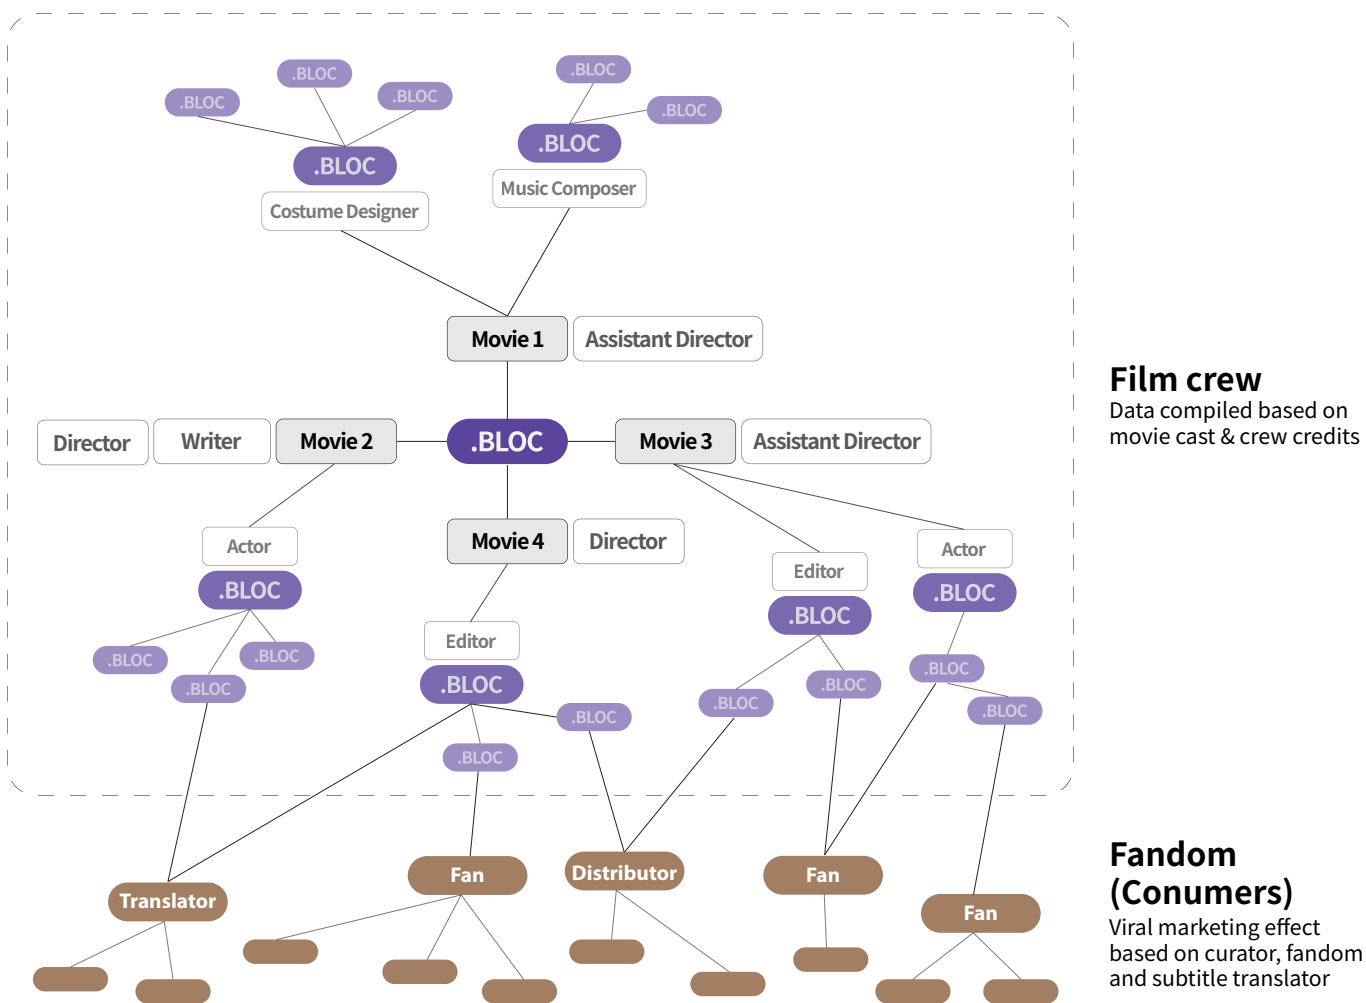 .BLOC
.BLOC
.BLOC
.BLOC
.BLOC
.BLOC
.BLOC
Costume Designer
Music Composer
Movie 1
Assistant Director
Director
Writer
Movie 2
.BLOC
Movie 3
Assistant Director
Actor
.BLOC
.BLOC
.BLOC
.BLOC
Movie 4
Director
Editor
.BLOC
.BLOC
.BLOC
Editor
.BLOC
.BLOC
.BLOC
Actor
.BLOC
.BLOC
.BLOC
Film crew
Data compiled based on
movie cast & crew credits
Translator
Fan
Distributor
Fan
Fan
Fandom
(Conumers)
Viral marketing effect
based on curator, fandom
and subtitle translator